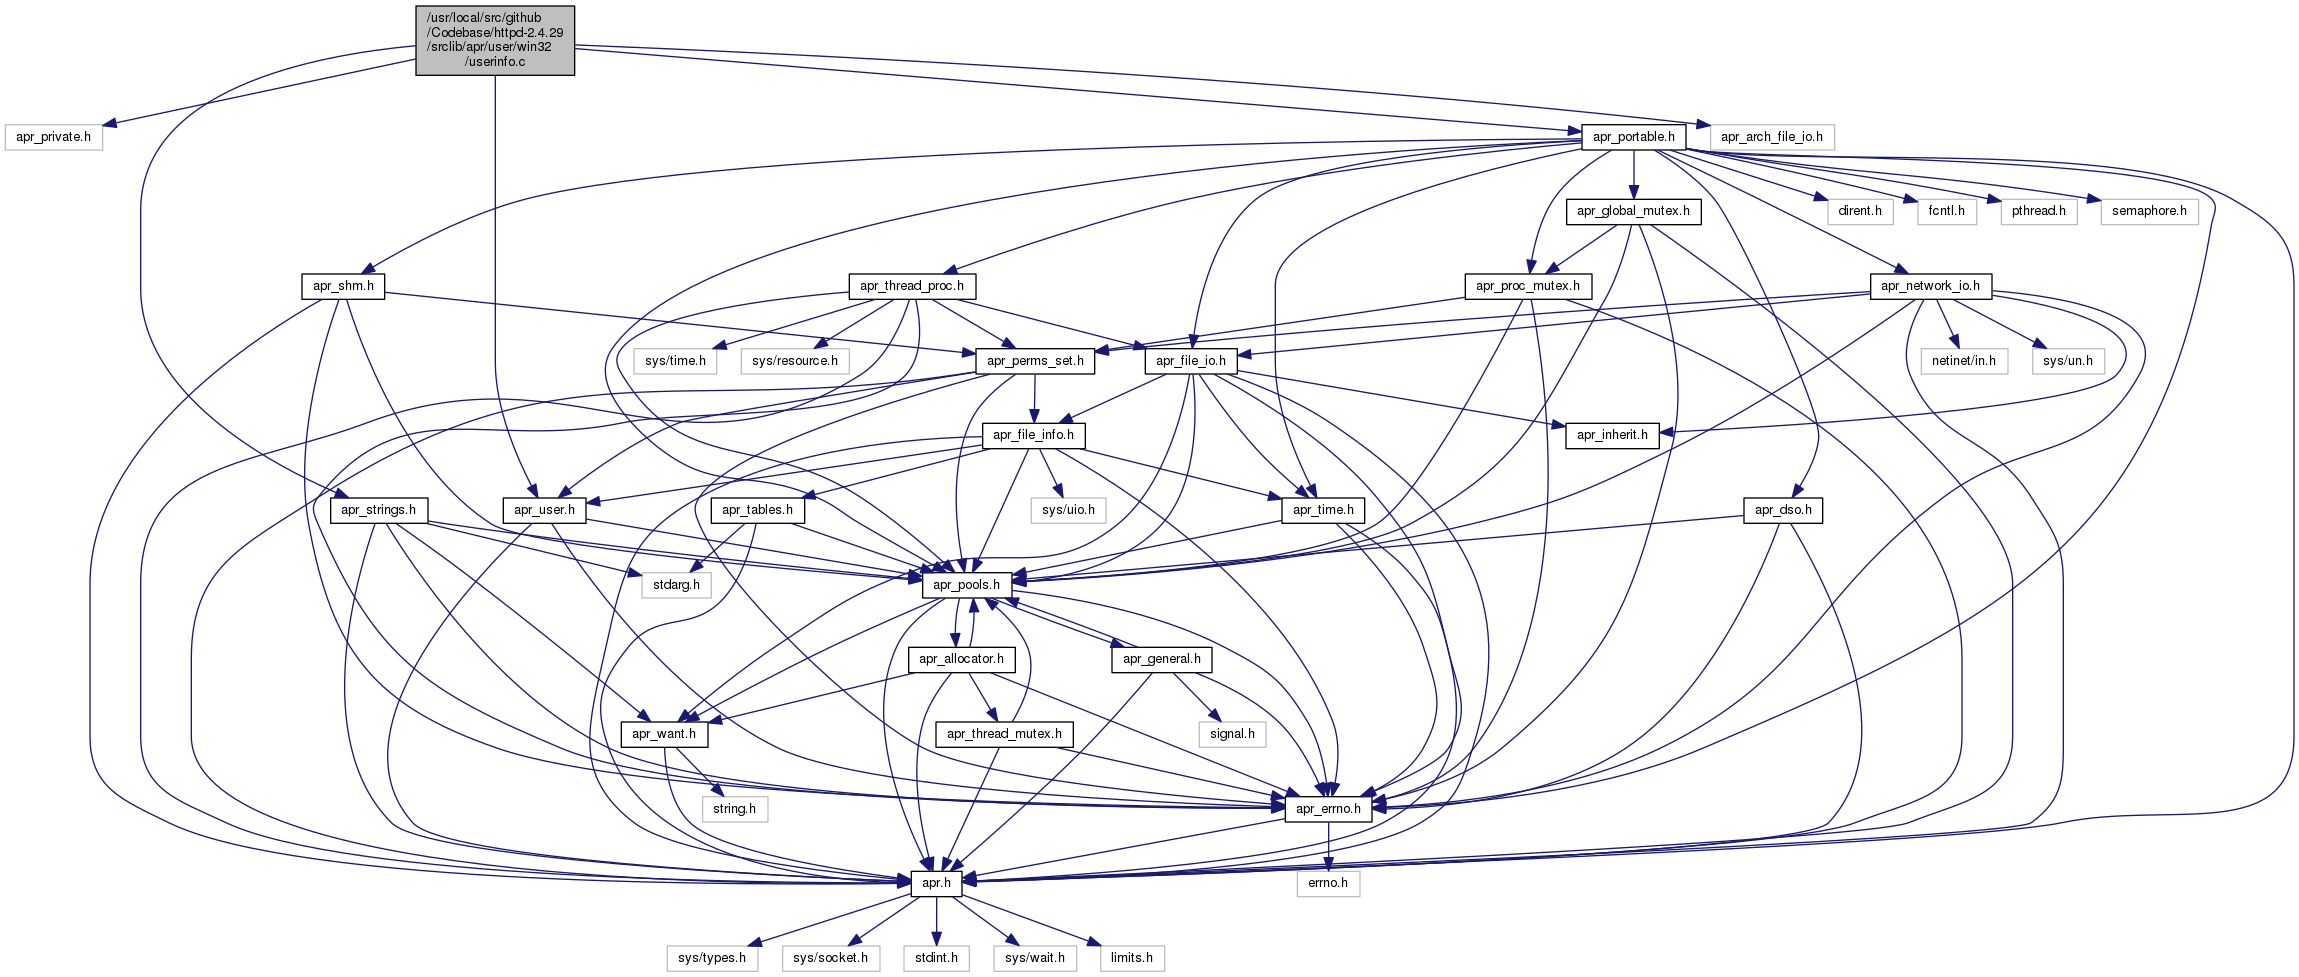 /usr/local/src/github
/Codebase/httpd-2.4.29
/srclib/apr/user/win32
/userinfo.c
apr_private.h
apr_portable.h
apr_arch_file_io.h
apr_global_mutex.h
dirent.h
fcntl.h
pthread.h
semaphore.h
apr_shm.h
apr_thread_proc.h
apr_proc_mutex.h
apr_network_io.h
sys/time.h
sys/resource.h
apr_perms_set.h
apr_file_io.h
netinet/in.h
sys/un.h
apr_file_info.h
apr_inherit.h
apr_strings.h
apr_user.h
apr_tables.h
sys/uio.h
apr_time.h
apr_dso.h
stdarg.h
apr_pools.h
apr_allocator.h
apr_general.h
apr_want.h
apr_thread_mutex.h
signal.h
string.h
apr_errno.h
apr.h
errno.h
sys/types.h
sys/socket.h
stdint.h
sys/wait.h
limits.h